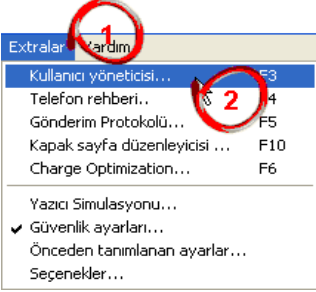 Extralar Yardım
1
Kullanıcı yöneticisi... F3
Telefon rehberi.. F4
2
Gönderim Protokolü... F5
Kapak sayfa düzenleyicisi ... F10
Charge Optimization... F6
Yazıcı Simulasyonu...
Güvenlik ayarları...
Önceden tanımlanan ayarlar...
Seçenekler...